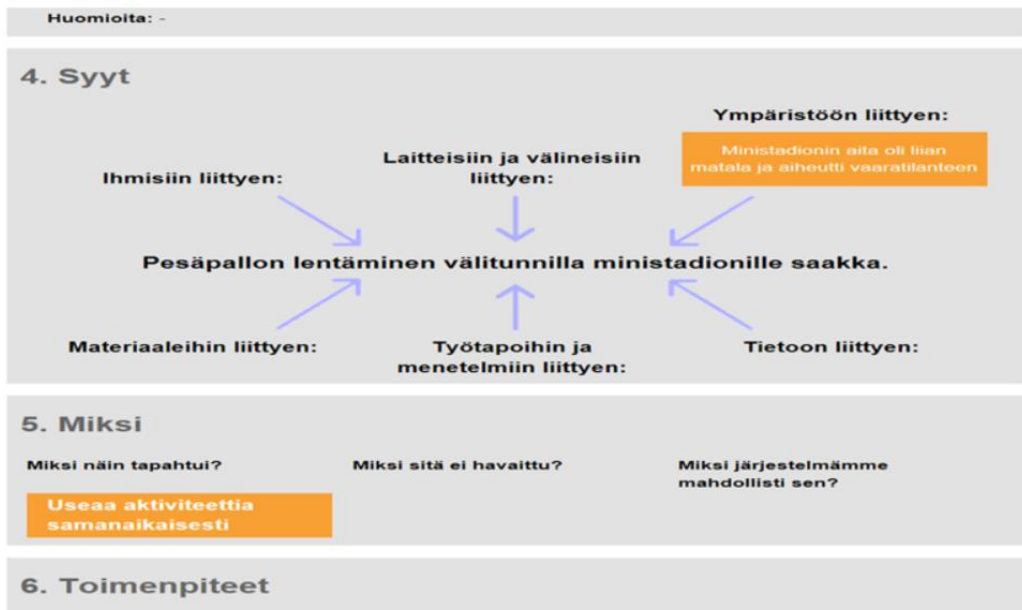 Huomioita: -
4. Syyt
Ympäristöön liittyen:
Ministadionin aita oli liian
matala ja aiheutti vaaratilanteen
Laitteisiin ja välineisiin
liittyen:
Ihmisiin liittyen:
Pesäpallon lentäminen välitunnilla ministadionille saakka.
Materiaaleihin liittyen:
Työtapoihin ja
menetelmiin liittyen:
Tietoon liittyen:
5. Miksi
Miksi näin tapahtui?
Miksi sitä ei havaittu?
Miksi järjestelmämme
mahdollisti sen?
Useaa aktiviteettia
samanaikaisesti
6. Toimenpiteet